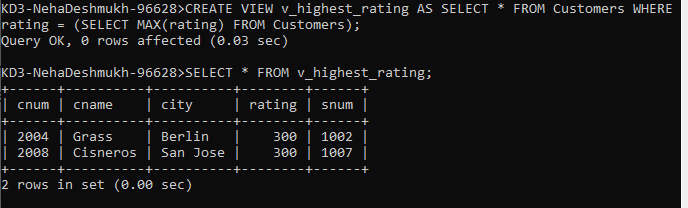 KD3-NehaDeshmukh-96628>CREATE VIEW v_highest_rating AS SELECT * FROM Customers WHERE
rating = (SELECT MAX(rating) FROM Customers);
Query OK, 0 rows affected (0.03 sec)
KD3-NehaDeshmukh-96628>SELECT * FROM v_highest_rating;
+------+----------+----------+--------+------+
| cnum | cname    | city     | rating | snum |
+------+----------+----------+--------+------+
| 2004 | Grass    | Berlin   |    300 | 1002 |
| 2008 | Cisneros | San Jose |    300 | 1007 |
+------+----------+----------+--------+------+
2 rows in set (0.00 sec)